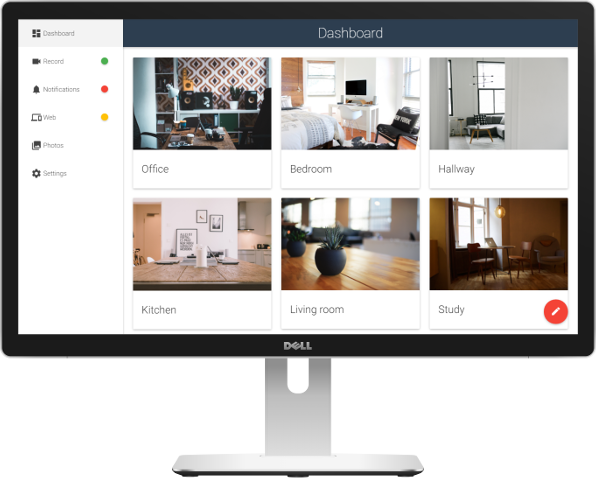 Dashboard
Dashboard
Record
Notifications
Web
Photos
Settings
Office
Bedroom
Hallway
Kitchen
Living room
Study
DELL